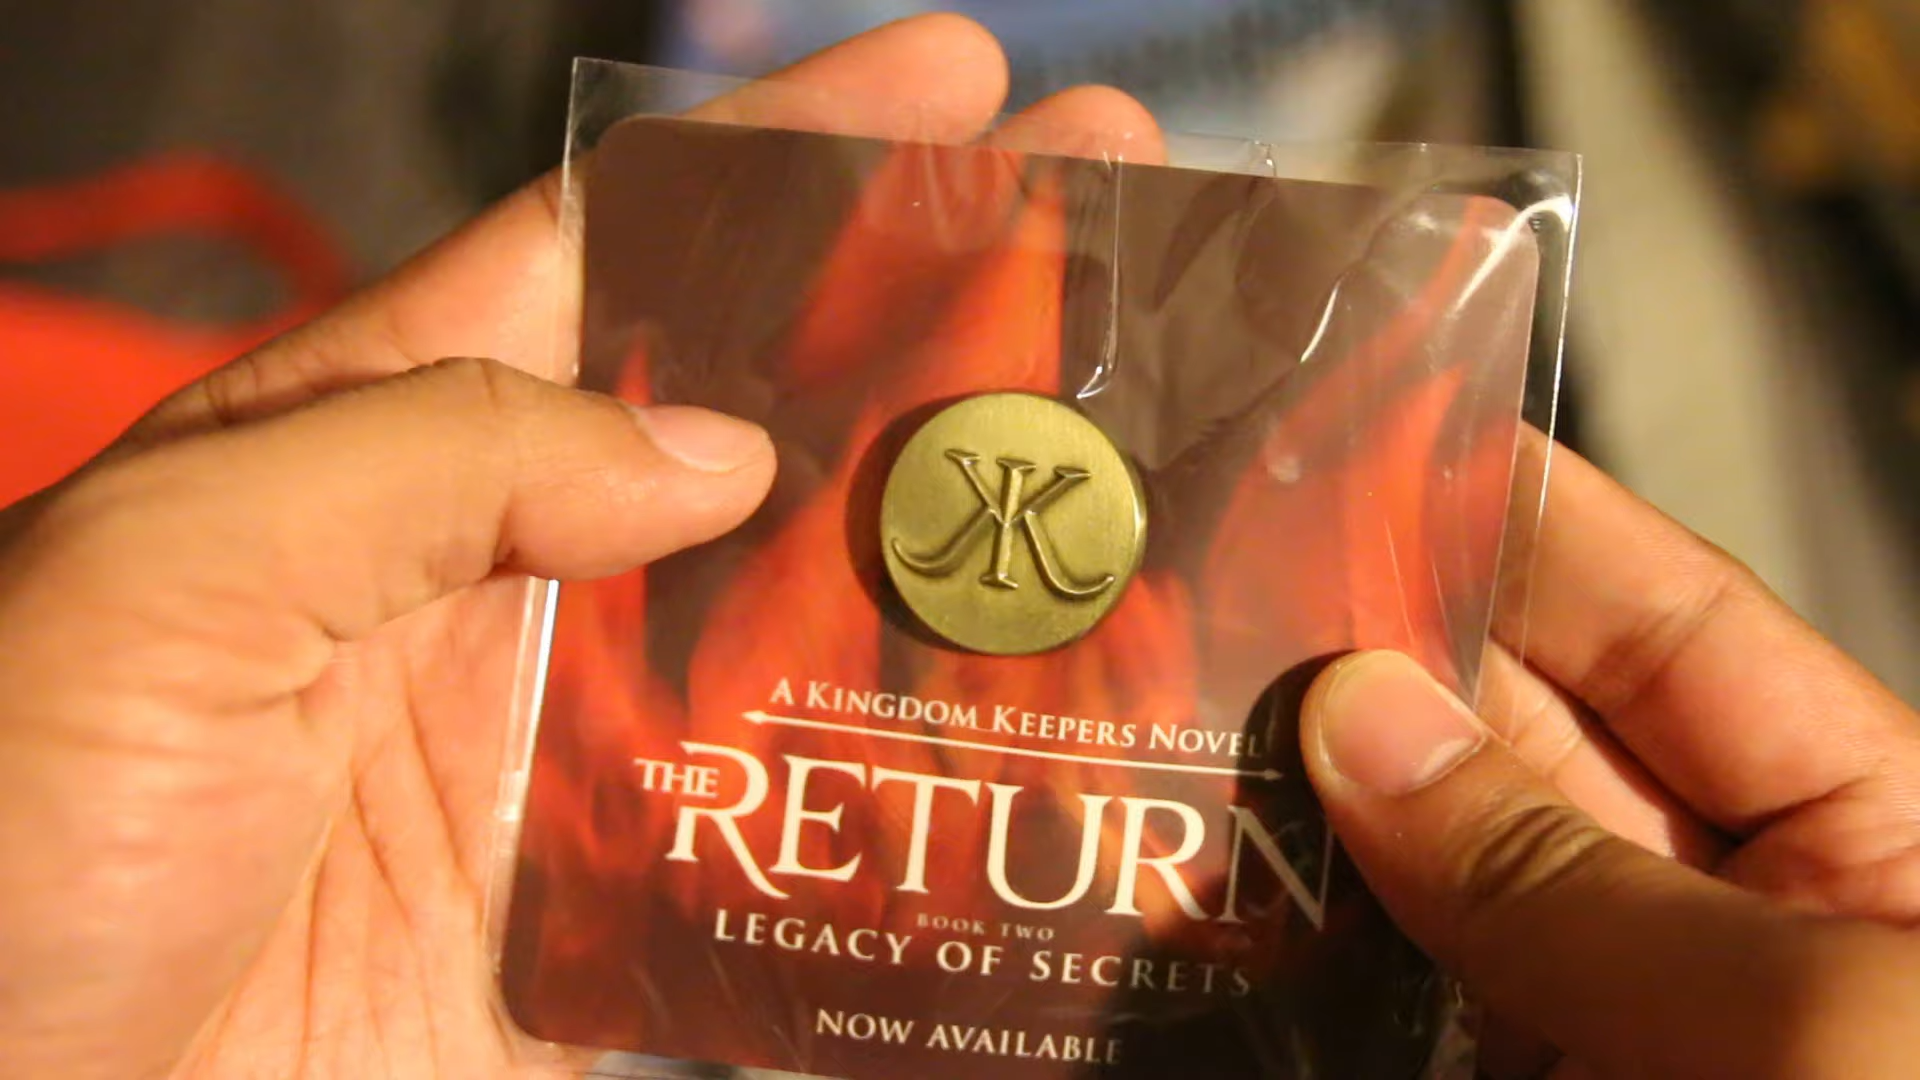 KK
A KINGDOM KEEPERS NOVEL
THE RETURN
BOOK TWO
LEGACY OF SECRETS
NOW AVAILABLE